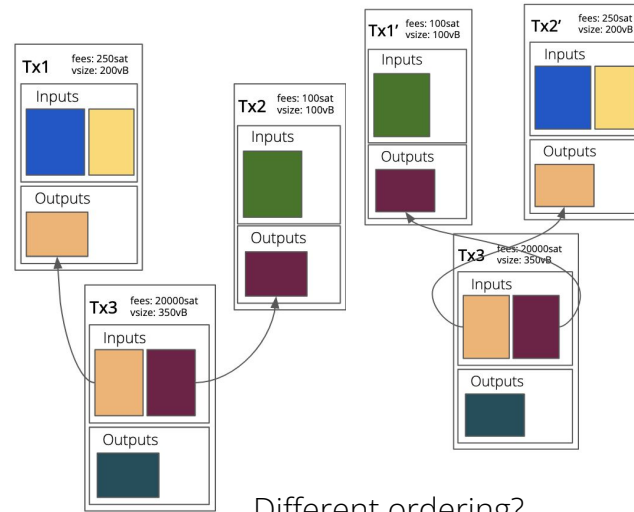 Tx1
fees: 250sat
vsize: 200vB
Inputs
Outputs
Tx2
fees: 100sat
vsize: 100vB
Inputs
Outputs
Tx3
fees: 20000sat
vsize: 350vB
Inputs
Outputs
Tx1’
fees: 100sat
vsize: 100vB
Inputs
Outputs
Tx2’
fees: 250sat
vsize: 200vB
Inputs
Outputs
Tx3
fees: 20000sat
vsize: 350vB
Inputs
Outputs
Different ordering?